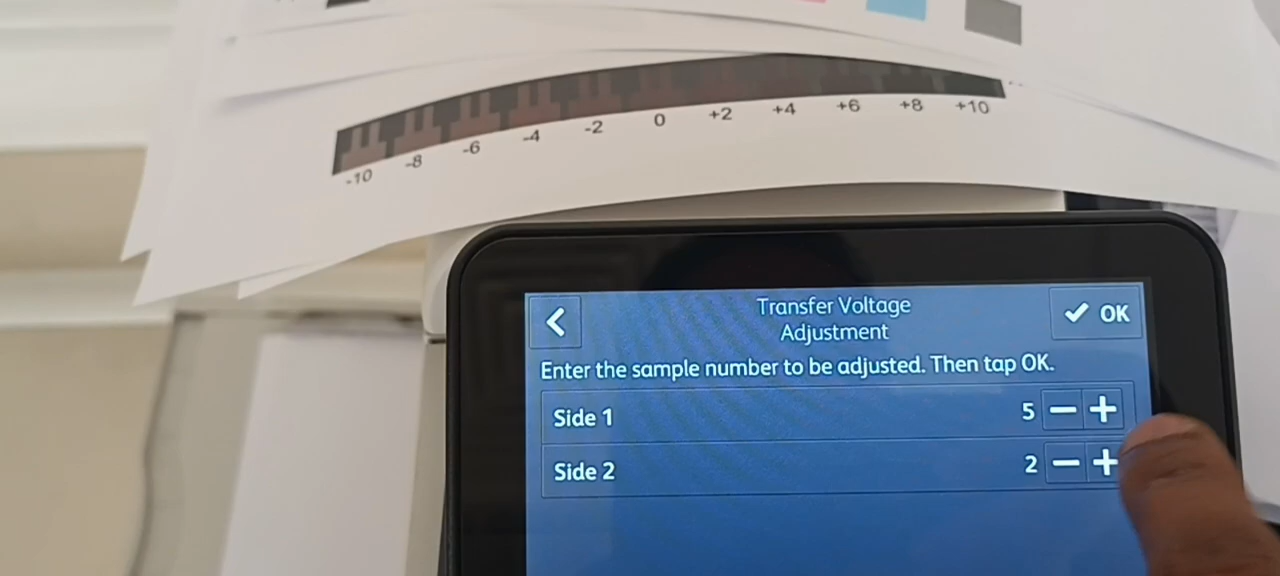 -10 -8 -6 -4 -2 0 +2 +4 +6 +8 +10
Transfer Voltage
Adjustment
OK
Enter the sample number to be adjusted. Then tap OK.
Side 1 5 - +
Side 2 2 - +